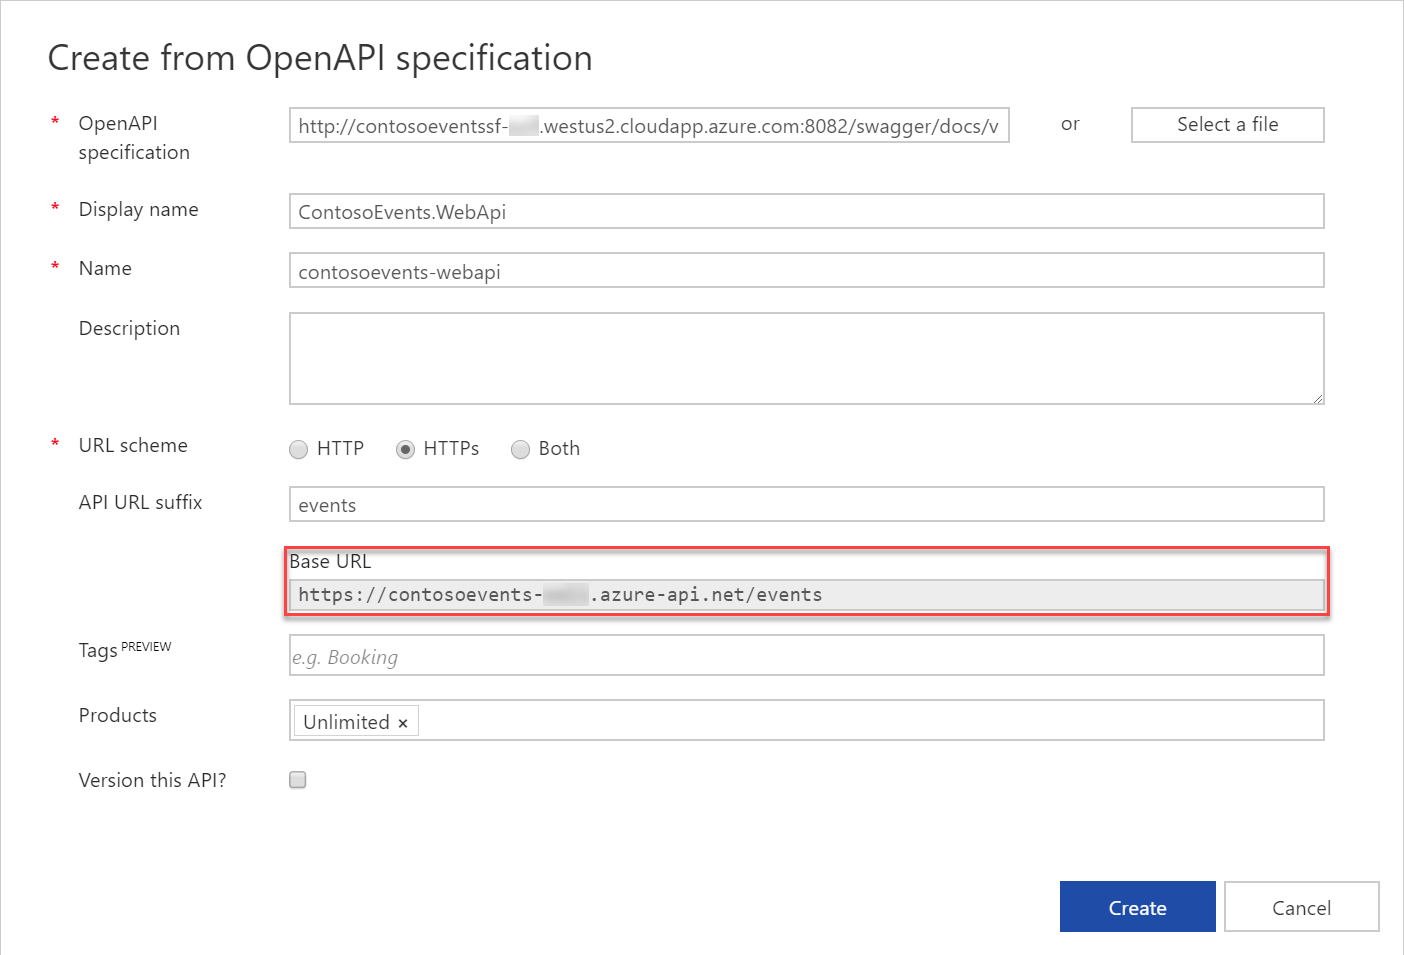 Create from OpenAPI specification
* OpenAPI specification
http://contosoeventssf- .westus2.cloudapp.azure.com:8082/swagger/docs/v
or
Select a file
* Display name
ContosoEvents.WebApi
* Name
contosoevents-webapi
Description
* URL scheme
HTTP
HTTPs
Both
API URL suffix
events
Base URL
https://contosoevents- .azure-api.net/events
Tags PREVIEW
e.g. Booking
Products
Unlimited ×
Version this API?
Create
Cancel